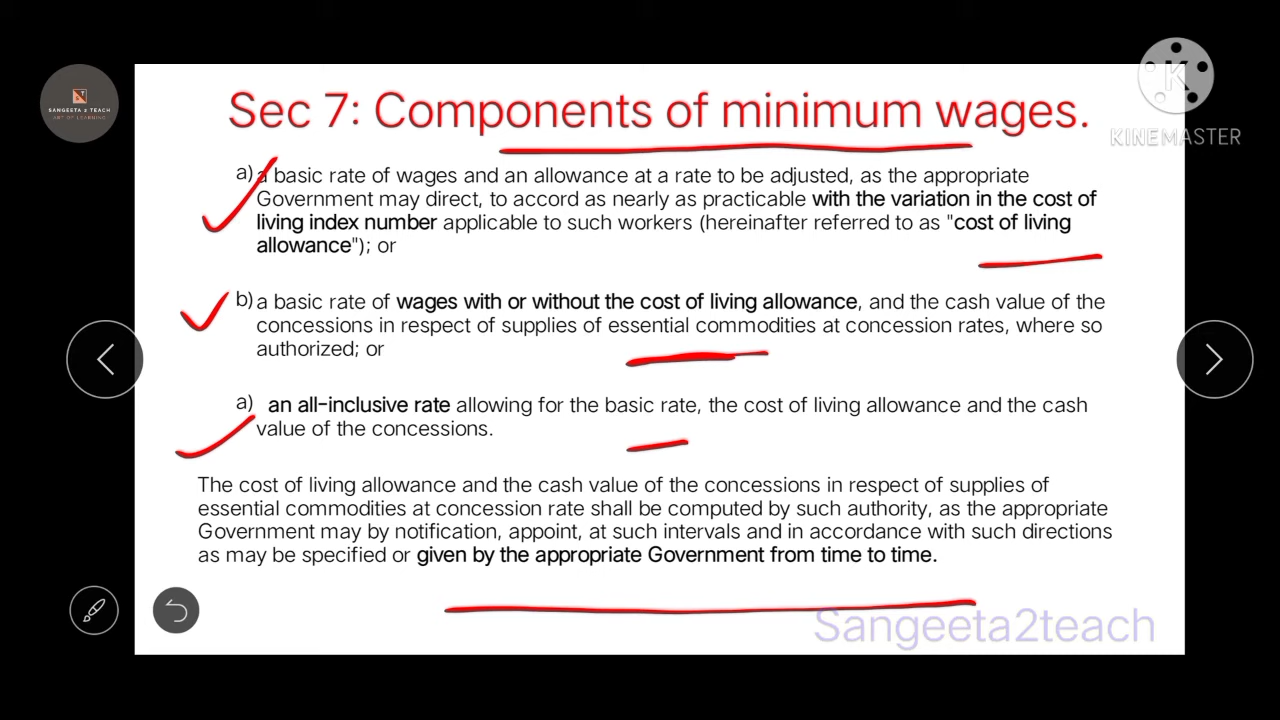 SANGEETA 2 TEACH
ART OF LEARNING
K
KINEMASTER
Sec 7: Components of minimum wages.
a) a basic rate of wages and an allowance at a rate to be adjusted, as the appropriate
Government may direct, to accord as nearly as practicable with the variation in the cost of
living index number applicable to such workers (hereinafter referred to as "cost of living
allowance"); or
b) a basic rate of wages with or without the cost of living allowance, and the cash value of the
concessions in respect of supplies of essential commodities at concession rates, where so
authorized; or
a) an all-inclusive rate allowing for the basic rate, the cost of living allowance and the cash
value of the concessions.
The cost of living allowance and the cash value of the concessions in respect of supplies of
essential commodities at concession rate shall be computed by such authority, as the appropriate
Government may by notification, appoint, at such intervals and in accordance with such directions
as may be specified or given by the appropriate Government from time to time.
Sangeeta2teach